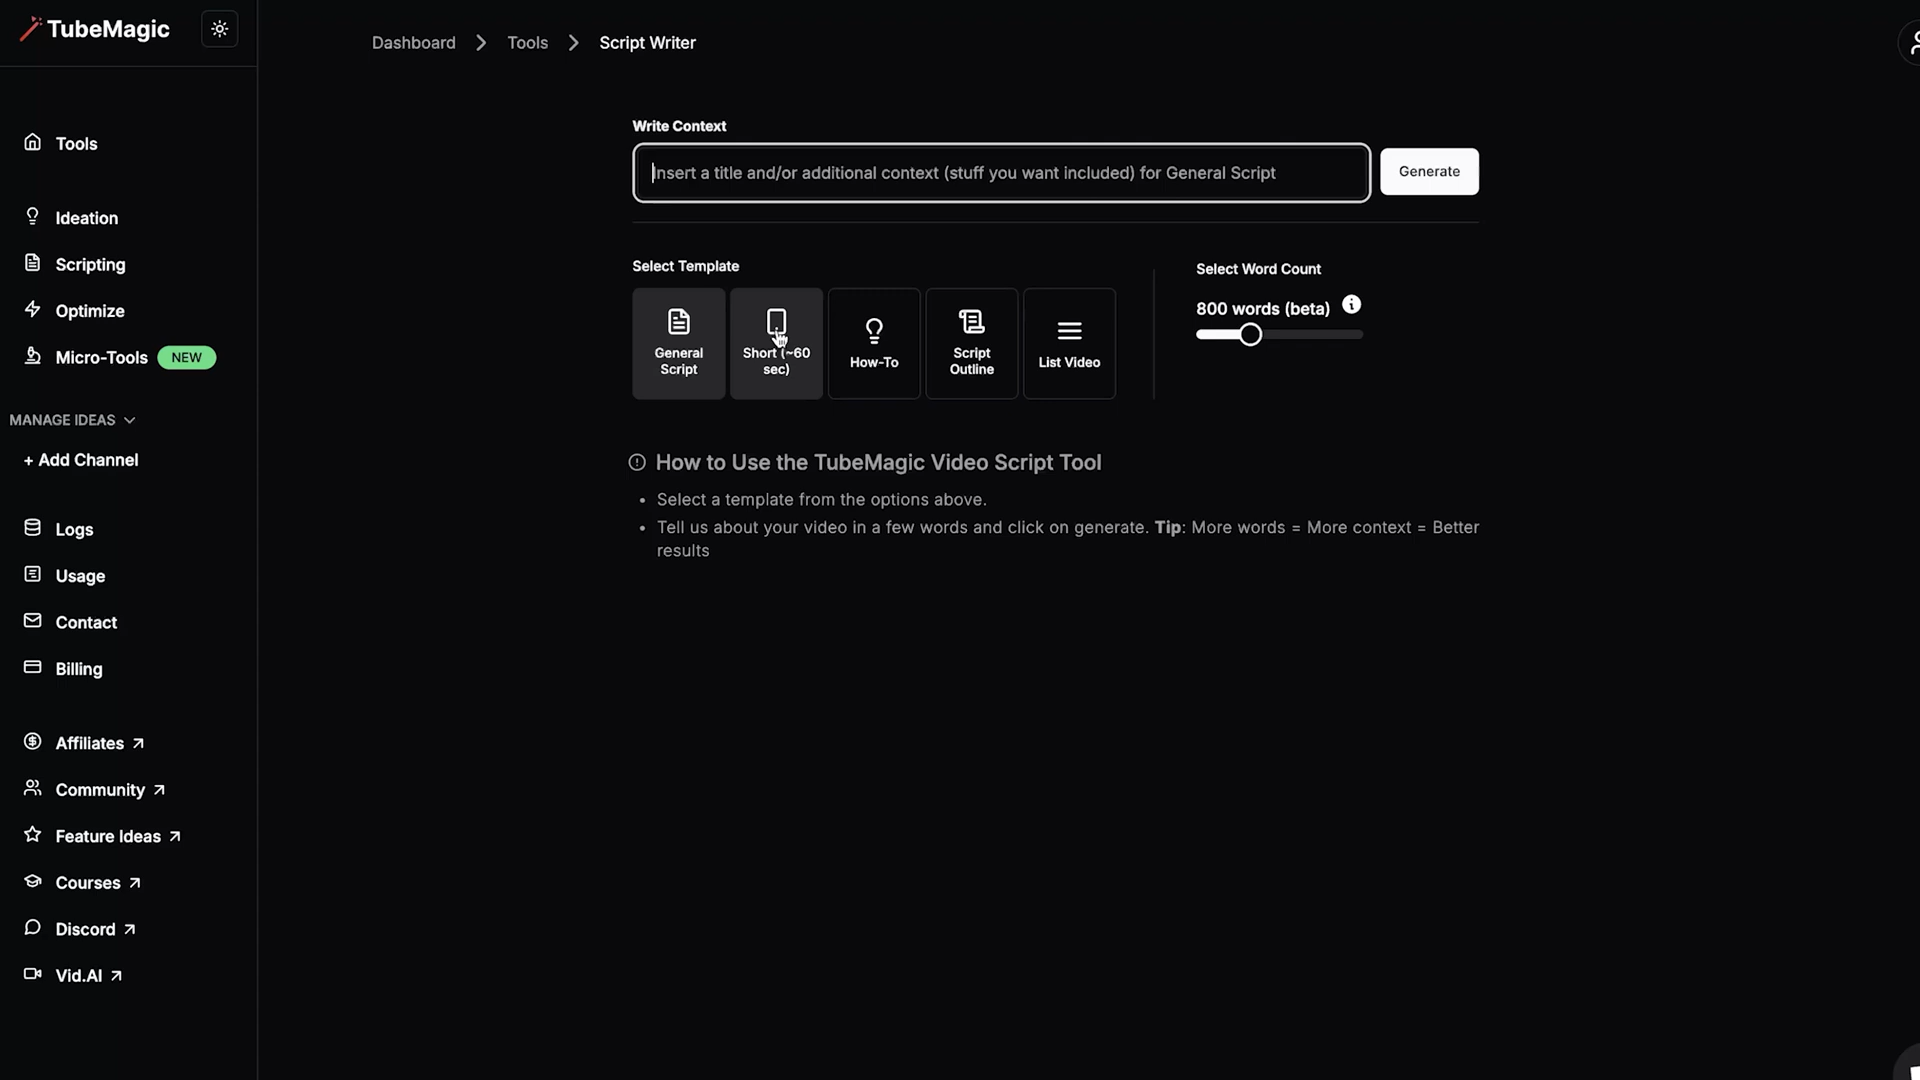 TubeMagic
Dashboard
Tools
Script Writer
Tools
Ideation
Scripting
Optimize
Micro-Tools NEW
MANAGE IDEAS
+ Add Channel
Logs
Usage
Contact
Billing
Affiliates
Community
Feature Ideas
Courses
Discord
Vid.AI
Write Context
Insert a title and/or additional context (stuff you want included) for General Script
Generate
Select Template
General
Script
Short (~60
sec)
How-To
Script
Outline
List Video
Select Word Count
800 words (beta)
How to Use the TubeMagic Video Script Tool
• Select a template from the options above.
• Tell us about your video in a few words and click on generate. Tip: More words = More context = Better
results